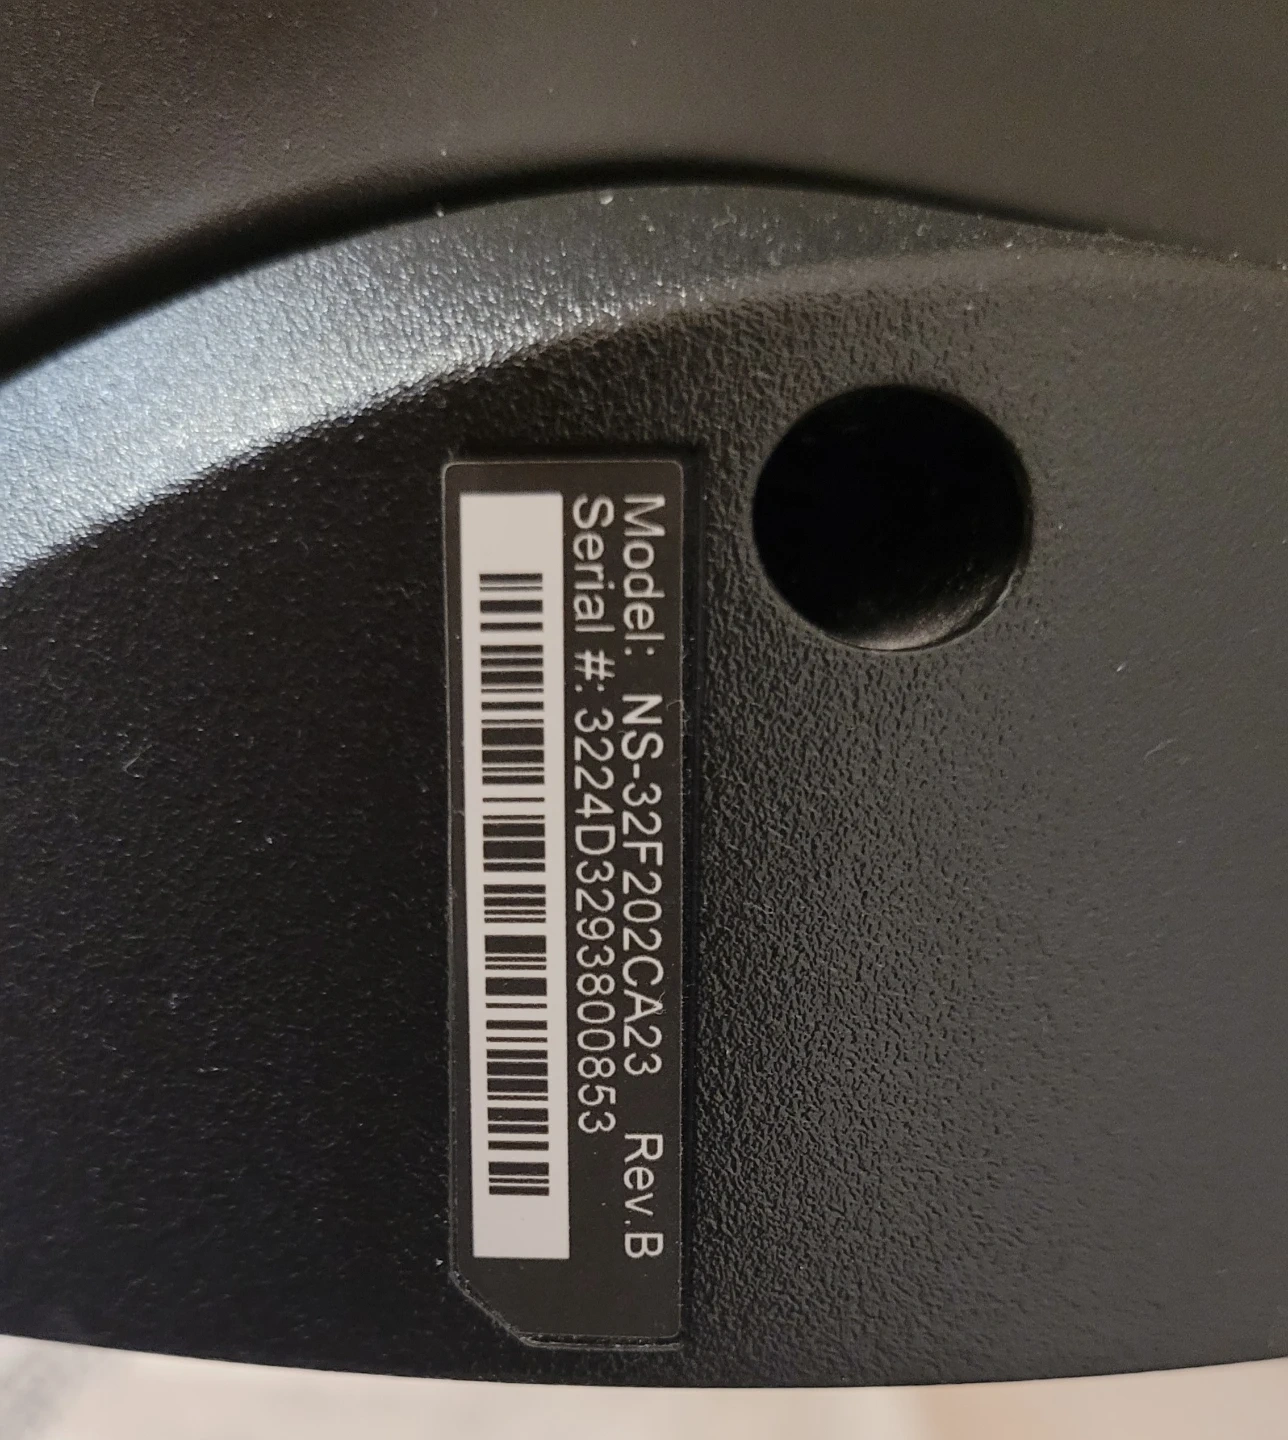 Model: NS-32F202CA23 Rev.B
Serial #: 3224D3293800853